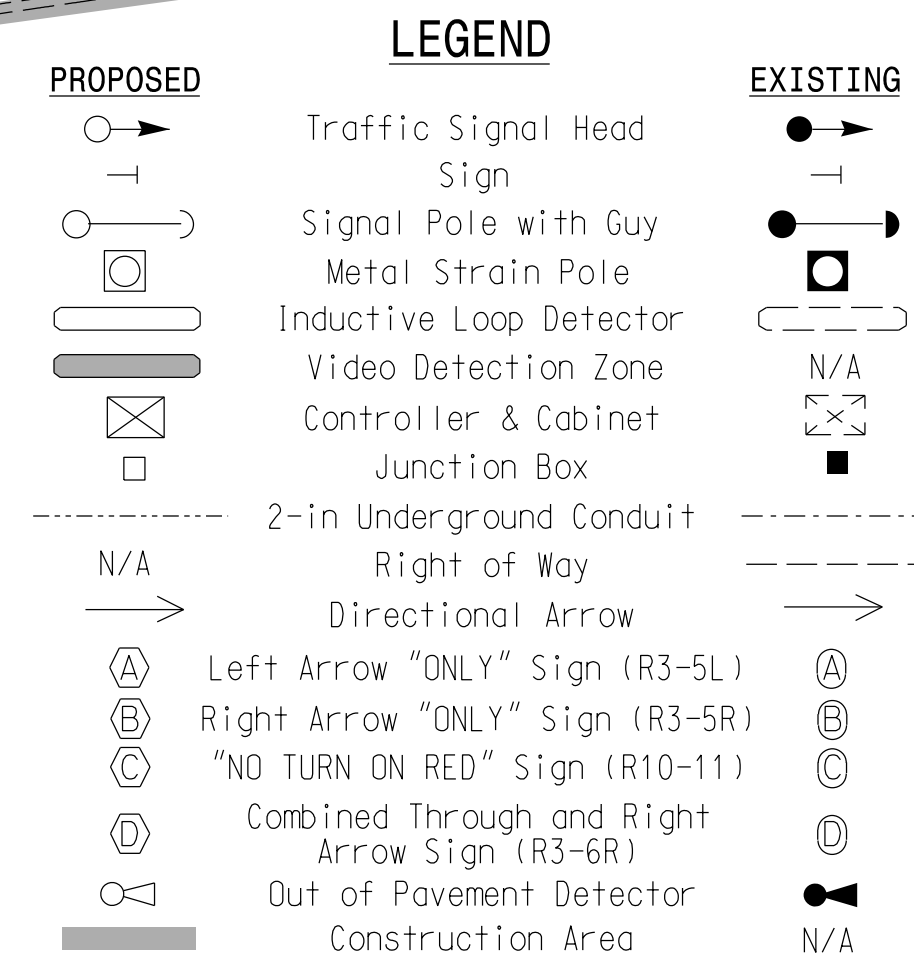 LEGEND
PROPOSED EXISTING
Traffic Signal Head
Sign
Signal Pole with Guy
Metal Strain Pole
Inductive Loop Detector
Video Detection Zone N/A
Controller & Cabinet
Junction Box
2-in Underground Conduit
N/A Right of Way
Directional Arrow
A Left Arrow "ONLY" Sign (R3-5L) A
B Right Arrow "ONLY" Sign (R3-5R) B
C "NO TURN ON RED" Sign (R10-11) C
Combined Through and Right
D Arrow Sign (R3-6R) D
Out of Pavement Detector
Construction Area N/A